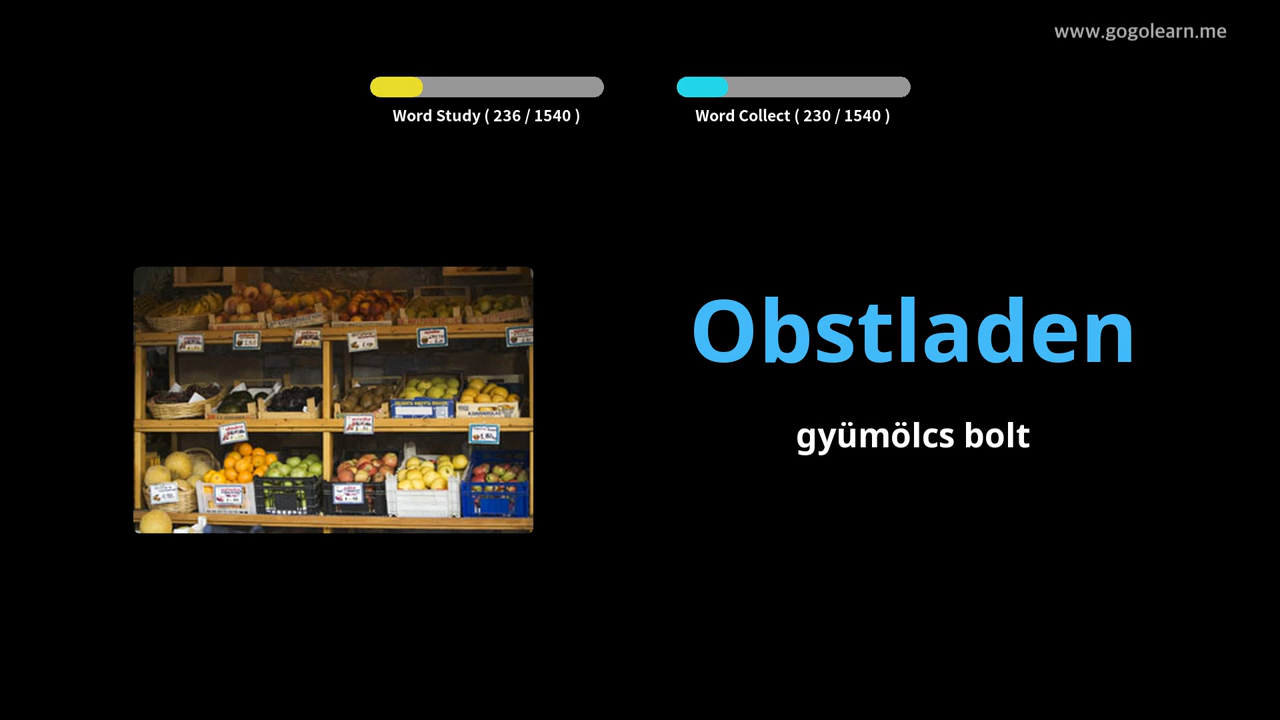 www.gogolearn.me
Word Study ( 236 / 1540 )
Word Collect ( 230 / 1540 )
Obstladen
gyümölcs bolt